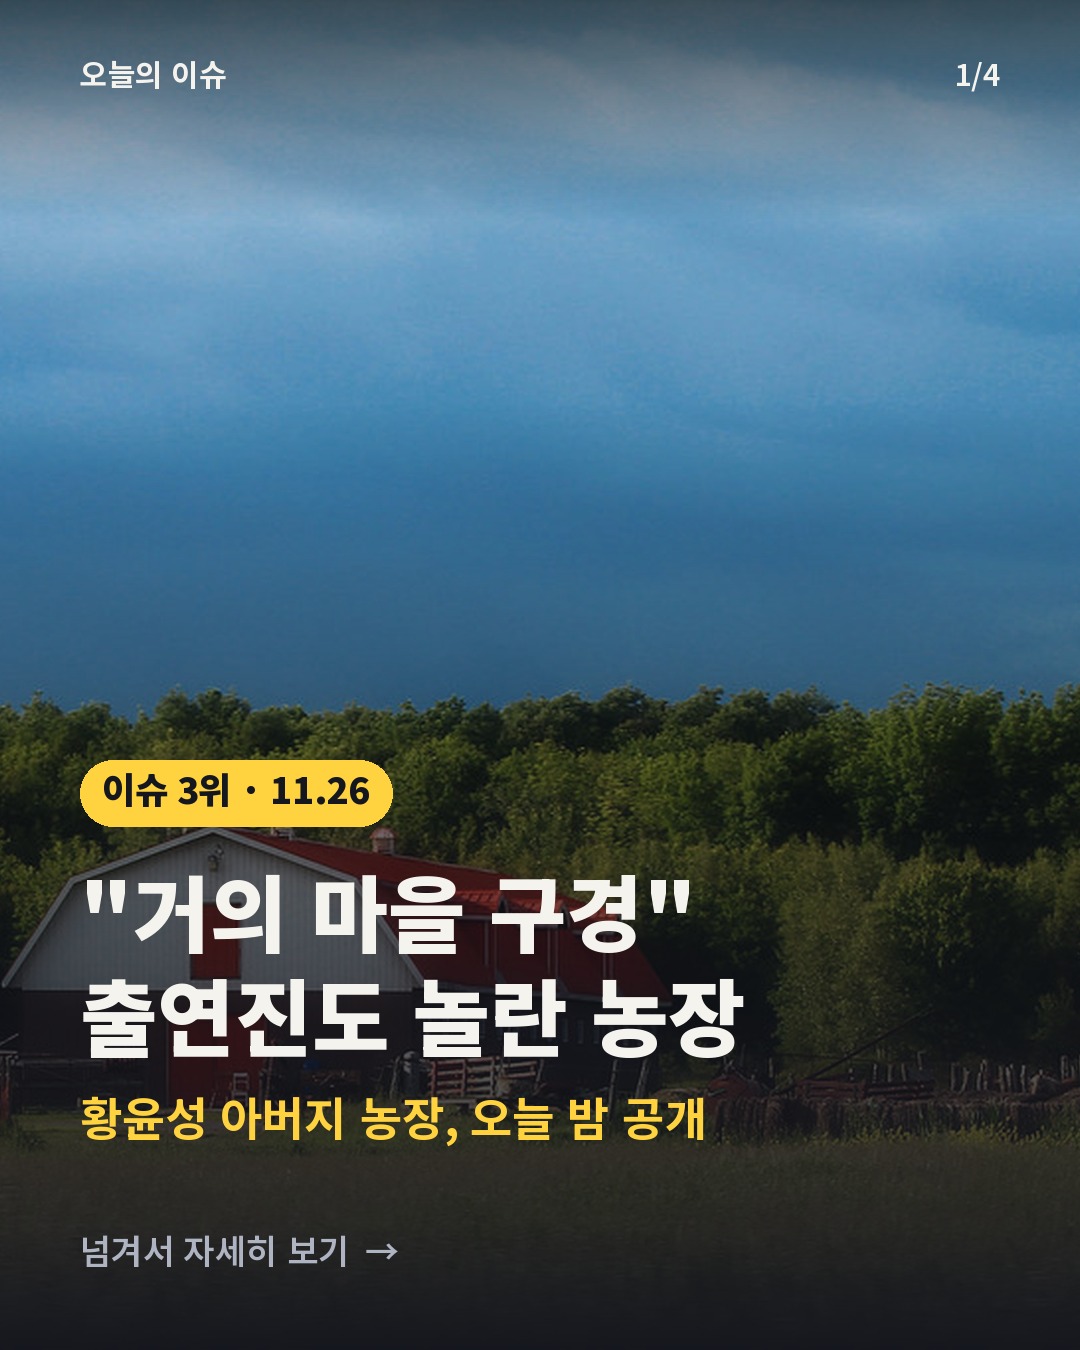 오늘의 이슈
1/4
이슈 3위 · 11.26
"거의 마을 구경"
출연진도 놀란 농장
황윤성 아버지 농장, 오늘 밤 공개
넘겨서 자세히 보기 →